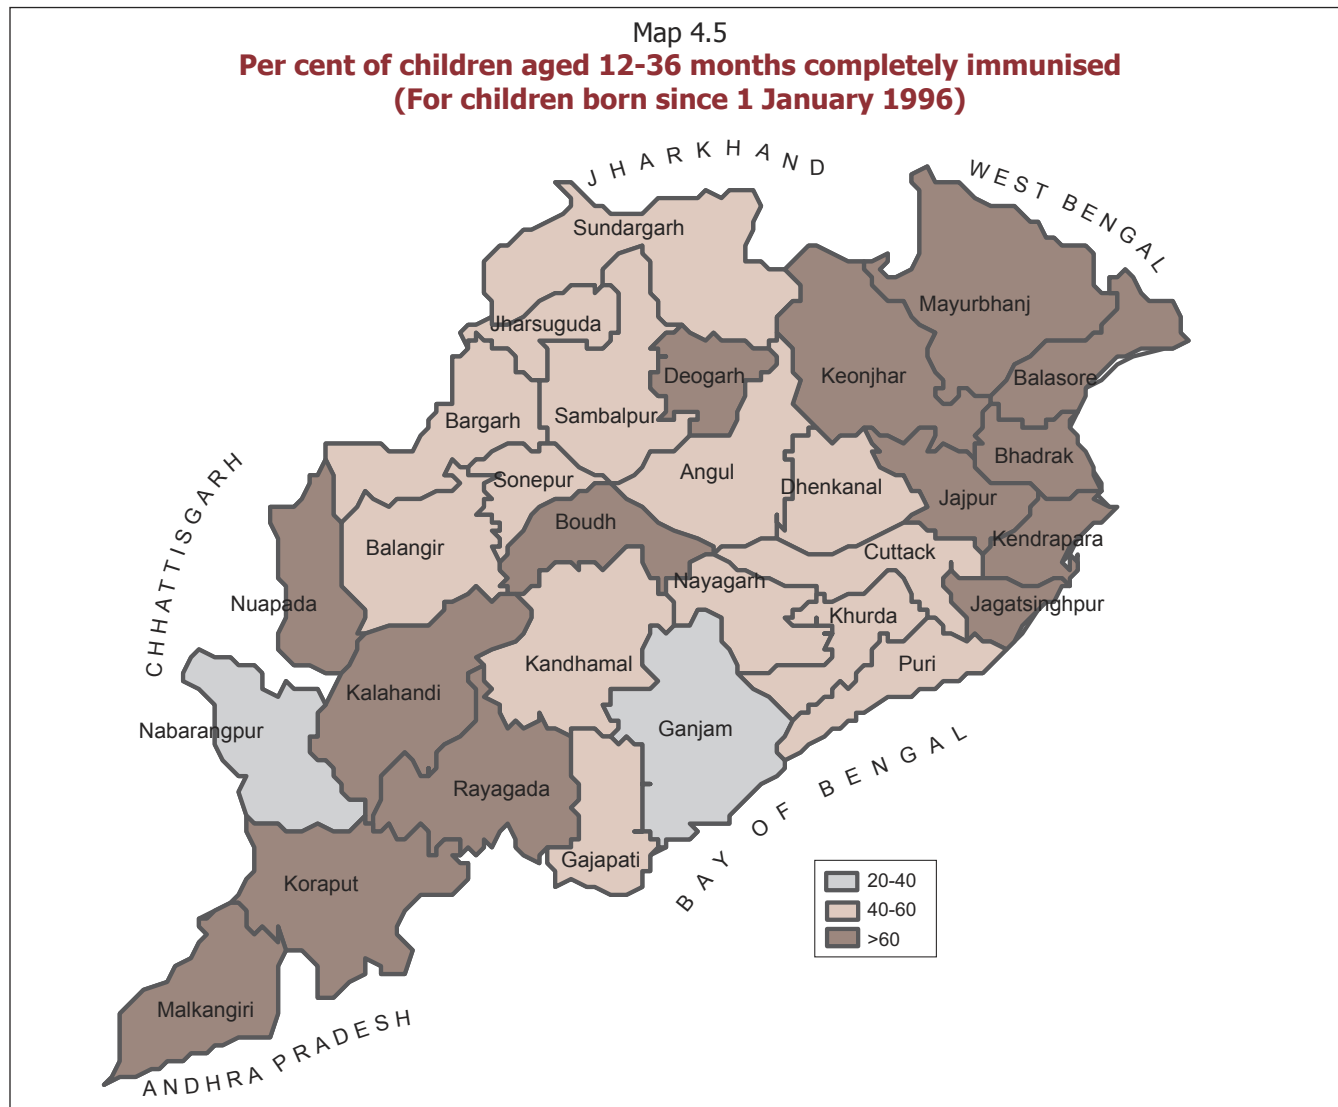 Map 4.5
Per cent of children aged 12-36 months completely immunised
(For children born since 1 January 1996)
JHARKHAND
WEST BENGAL
Sundargarh
Mayurbhanj
Jharsuguda
Deogarh
Keonjhar
Balasore
Bargarh
Sambalpur
Bhadrak
CHHATTISGARH
Sonepur
Angul
Dhenkanal
Jajpur
Boudh
Kendrapara
Balangir
Cuttack
Nayagarh
Nuapada
Jagatsinghpur
Khurda
Kandhamal
Puri
Kalahandi
Nabarangpur
Ganjam
Rayagada
BAY OF BENGAL
Gajapati
Koraput
20-40
40-60
>60
Malkangiri
ANDHRA PRADESH